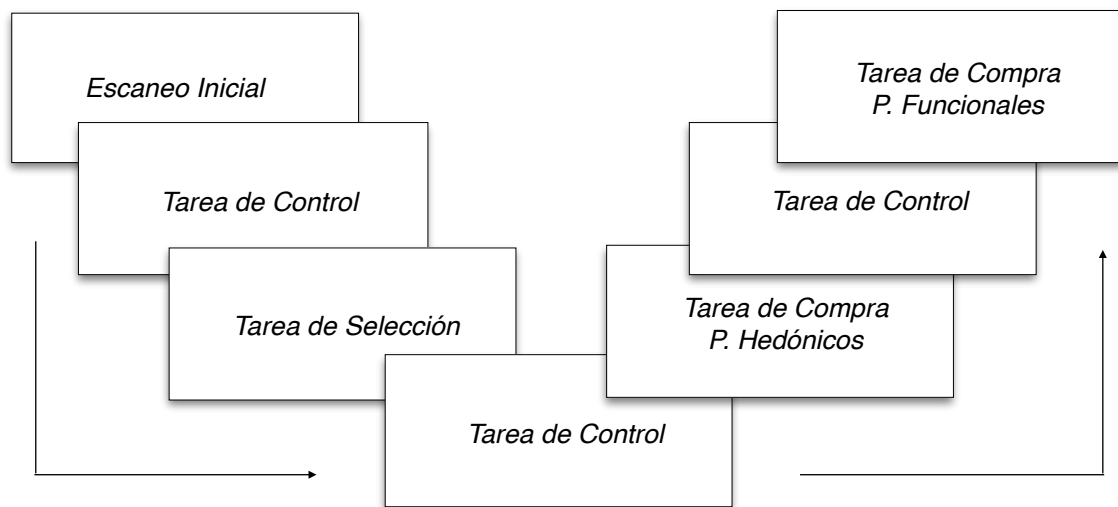 Escaneo Inicial
Tarea de Control
Tarea de Selección
Tarea de Control
Tarea de Compra
P. Hedónicos
Tarea de Control
Tarea de Compra
P. Funcionales